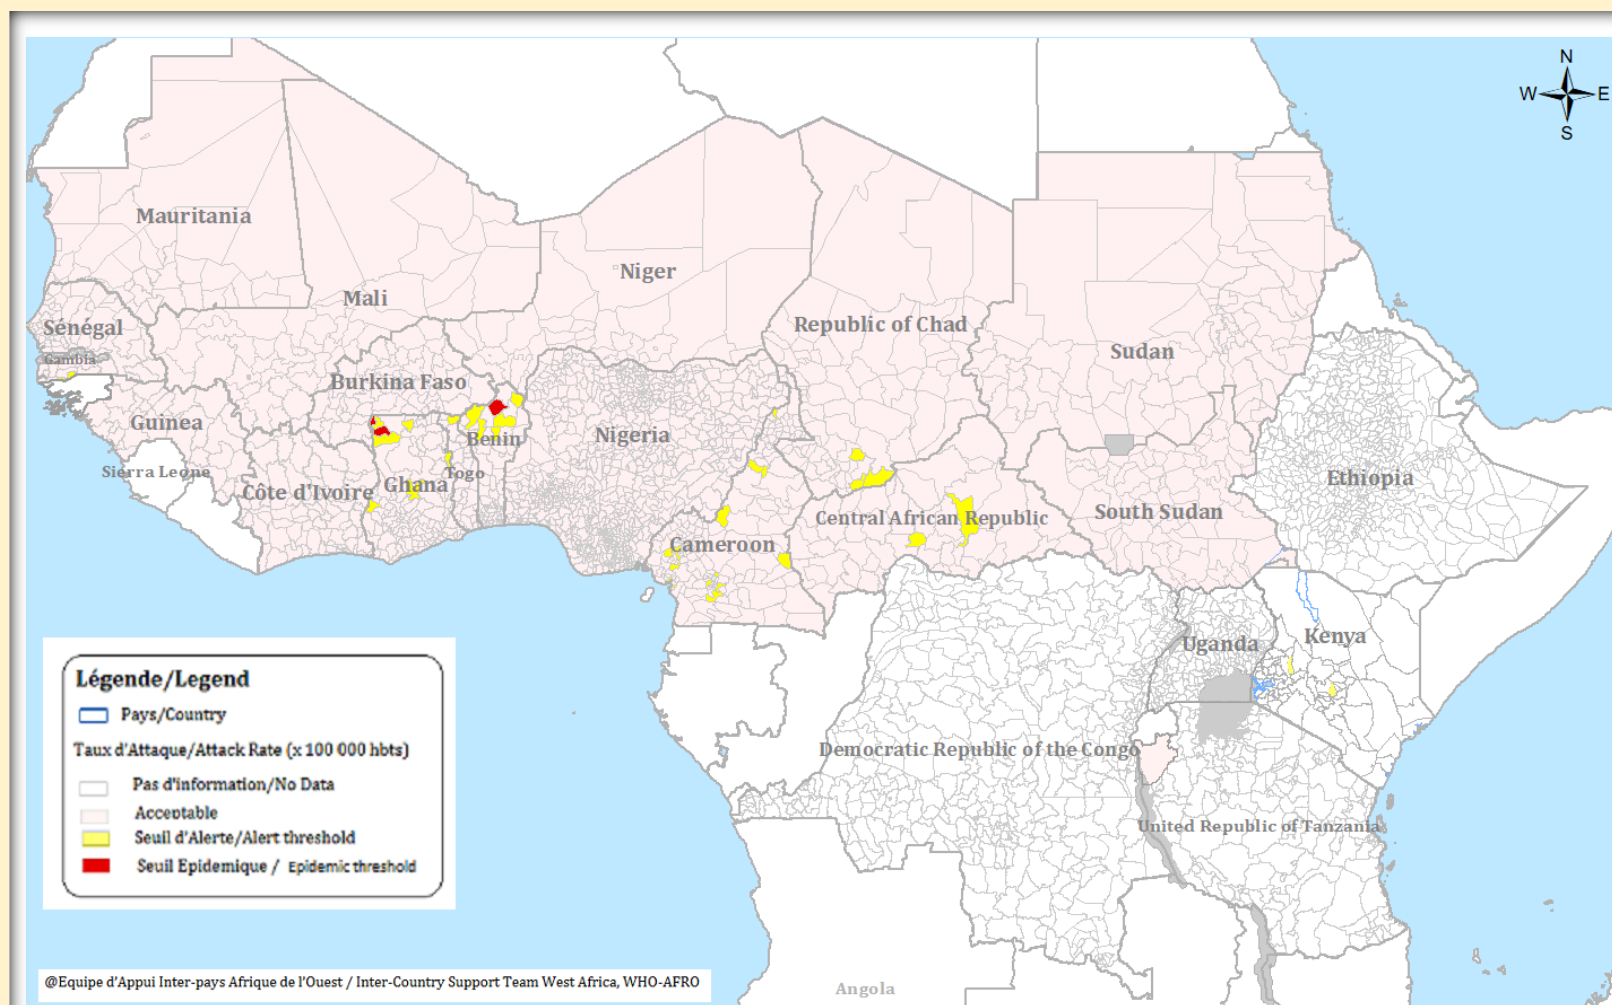 N
W
E
S
Mauritania
Niger
Mali
Republic of Chad
Sénégal
Sudan
Gambia
Burkina Faso
Guinea
Benin
Nigeria
Sierra Leone
Togo
Ethiopia
Côte d'Ivoire
Ghana
Central African Republic
South Sudan
Cameroon
Uganda
Kenya
Democratic Republic of the Congo
United Republic of Tanzania
Angola
Légende/Legend
Pays/Country
Taux d'Attaque/Attack Rate (x 100 000 hbts)
Pas d'information/No Data
Acceptable
Seuil d'Alerte/Alert threshold
Seuil Epidemique / Epidemic threshold
@Equipe d'Appui Inter-pays Afrique de l'Ouest / Inter-Country Support Team West Africa, WHO-AFRO